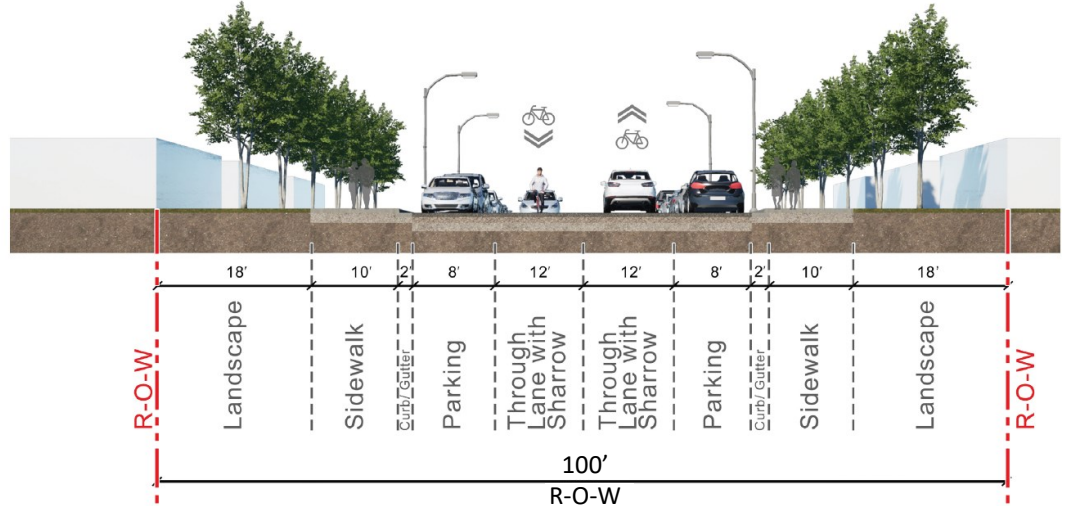 18'
10'
2'
8'
12'
12'
8'
2'
10'
18'
R-O-W
Landscape
Sidewalk
Curb/ Gutter
Parking
Through
Lane with
Sharrow
Through
Lane with
Sharrow
Parking
Curb/ Gutter
Sidewalk
Landscape
R-O-W
100’
R-O-W